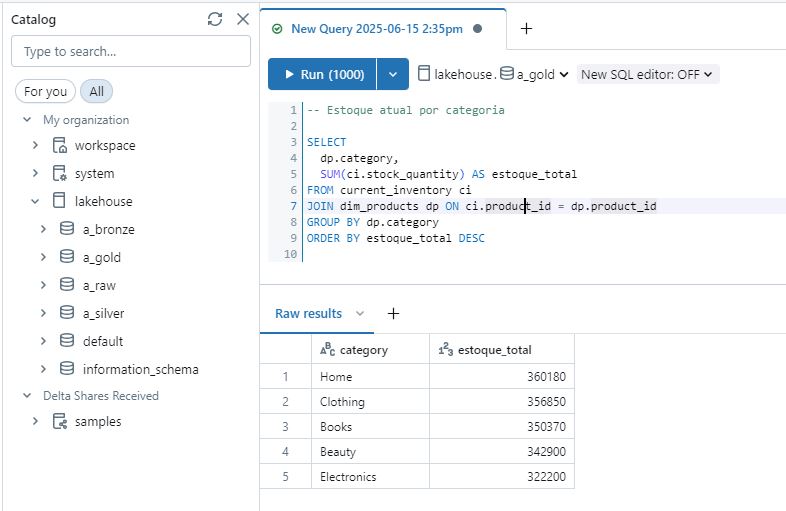 Catalog
Type to search...
For you
All
My organization
workspace
system
lakehouse
a_bronze
a_gold
a_raw
a_silver
default
information_schema
Delta Shares Received
samples
New Query 2025-06-15 2:35pm
Run (1000)
lakehouse. a_gold
New SQL editor: OFF
1 -- Estoque atual por categoria
2
3 SELECT
4 dp.category,
5 SUM(ci.stock_quantity) AS estoque_total
6 FROM current_inventory ci
7 JOIN dim_products dp ON ci.product_id = dp.product_id
8 GROUP BY dp.category
9 ORDER BY estoque_total DESC
10
Raw results
ABC category 123 estoque_total
1 Home 360180
2 Clothing 356850
3 Books 350370
4 Beauty 342900
5 Electronics 322200